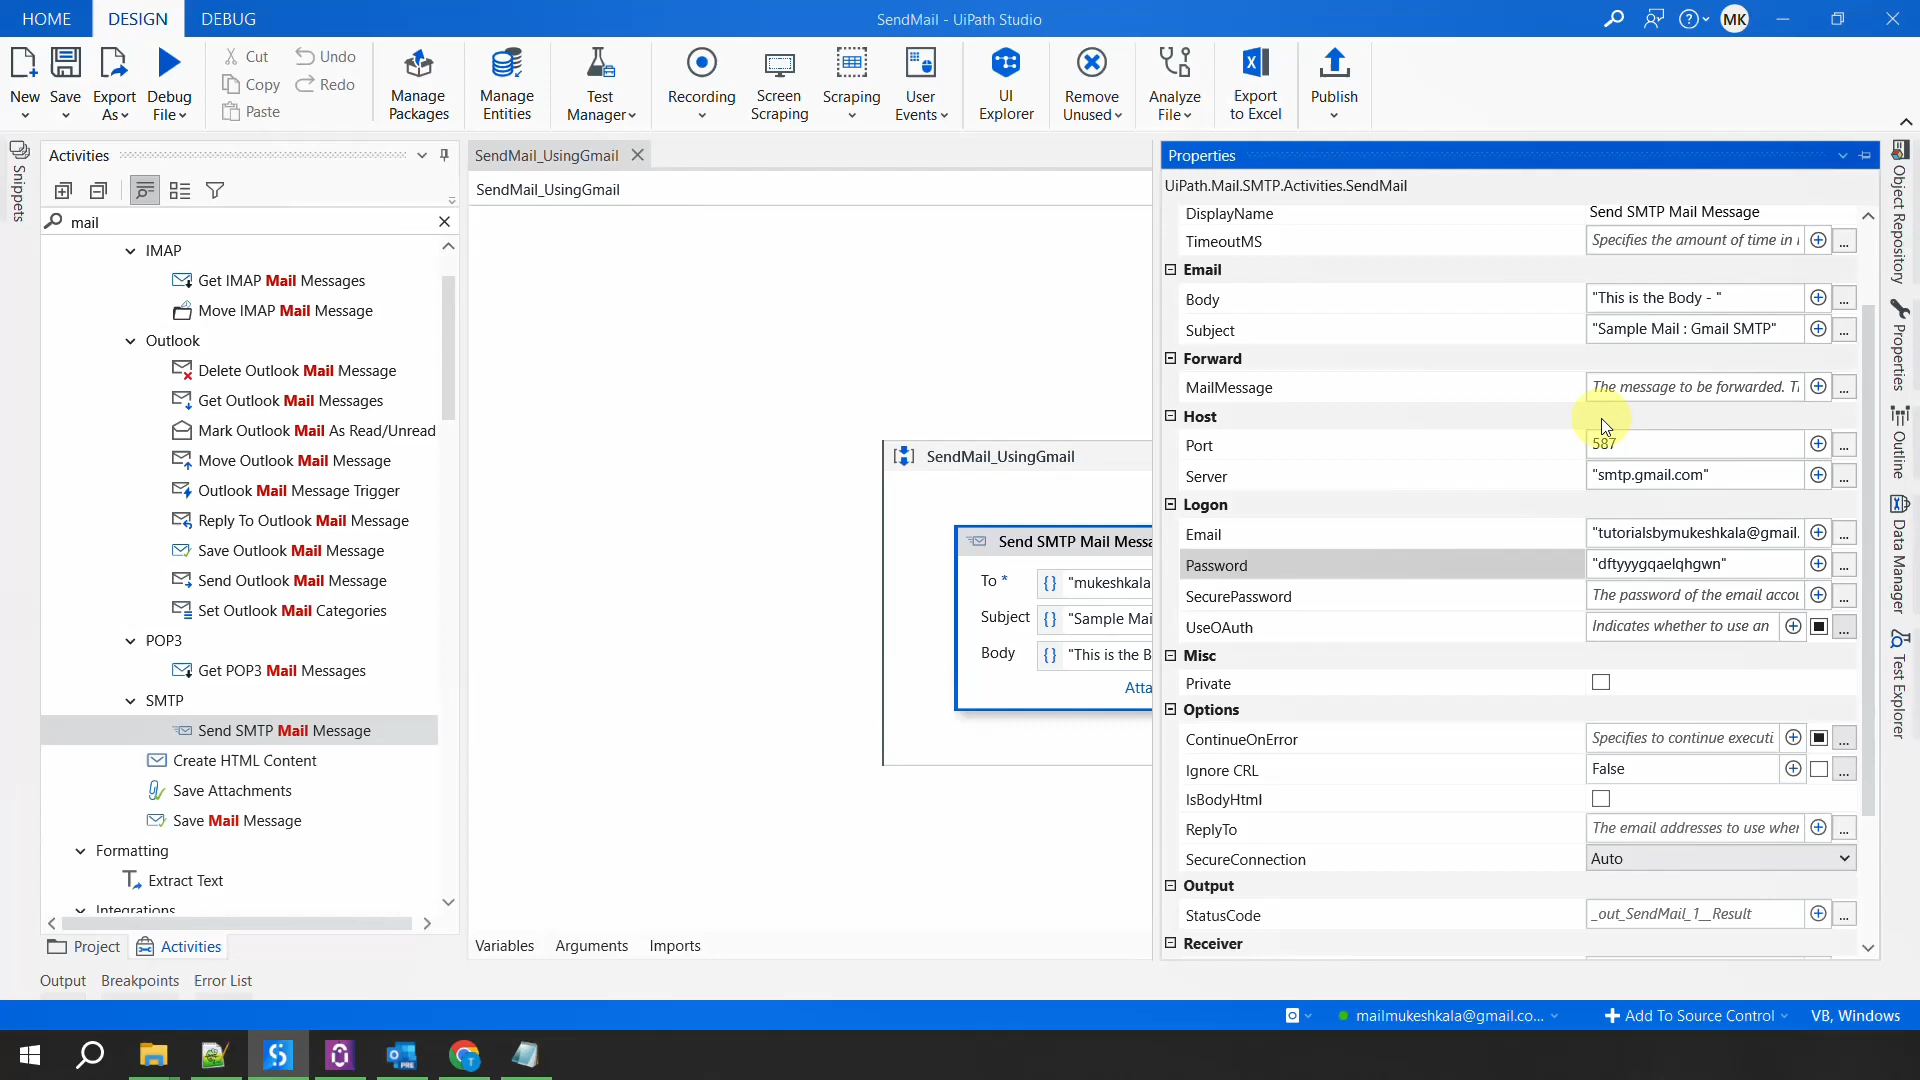 HOME DESIGN DEBUG SendMail - UiPath Studio MK
New Save Export As Debug File
Cut Undo
Copy Redo
Paste
Manage Packages
Manage Entities
Test Manager
Recording
Screen Scraping
Scraping
User Events
UI Explorer
Remove Unused
Analyze File
Export to Excel
Publish
Snippets
Activities
mail
IMAP
Get IMAP Mail Messages
Move IMAP Mail Message
Outlook
Delete Outlook Mail Message
Get Outlook Mail Messages
Mark Outlook Mail As Read/Unread
Move Outlook Mail Message
Outlook Mail Message Trigger
Reply To Outlook Mail Message
Save Outlook Mail Message
Send Outlook Mail Message
Set Outlook Mail Categories
POP3
Get POP3 Mail Messages
SMTP
Send SMTP Mail Message
Create HTML Content
Save Attachments
Save Mail Message
Formatting
Extract Text
Integrations
Project Activities
Output Breakpoints Error List
SendMail_UsingGmail
SendMail_UsingGmail
SendMail_UsingGmail
Send SMTP Mail Messa
To * "mukeshkala
Subject "Sample Mai
Body "This is the B
Atta
Variables Arguments Imports
Properties
UiPath.Mail.SMTP.Activities.SendMail
DisplayName Send SMTP Mail Message
TimeoutMS Specifies the amount of time in
Email
Body "This is the Body - "
Subject "Sample Mail : Gmail SMTP"
Forward
MailMessage The message to be forwarded. T
Host
Port 587
Server "smtp.gmail.com"
Logon
Email "tutorialsbymukeshkala@gmail.
Password "dftyyygqaelqhgwn"
SecurePassword The password of the email accou
UseOAuth Indicates whether to use an
Misc
Private
Options
ContinueOnError Specifies to continue executi
Ignore CRL False
IsBodyHtml
ReplyTo The email addresses to use wher
SecureConnection Auto
Output
StatusCode _out_SendMail_1__Result
Receiver
Object Repository
Properties
Outline
Data Manager
Test Explorer
mailmukeshkala@gmail.co... Add To Source Control VB, Windows